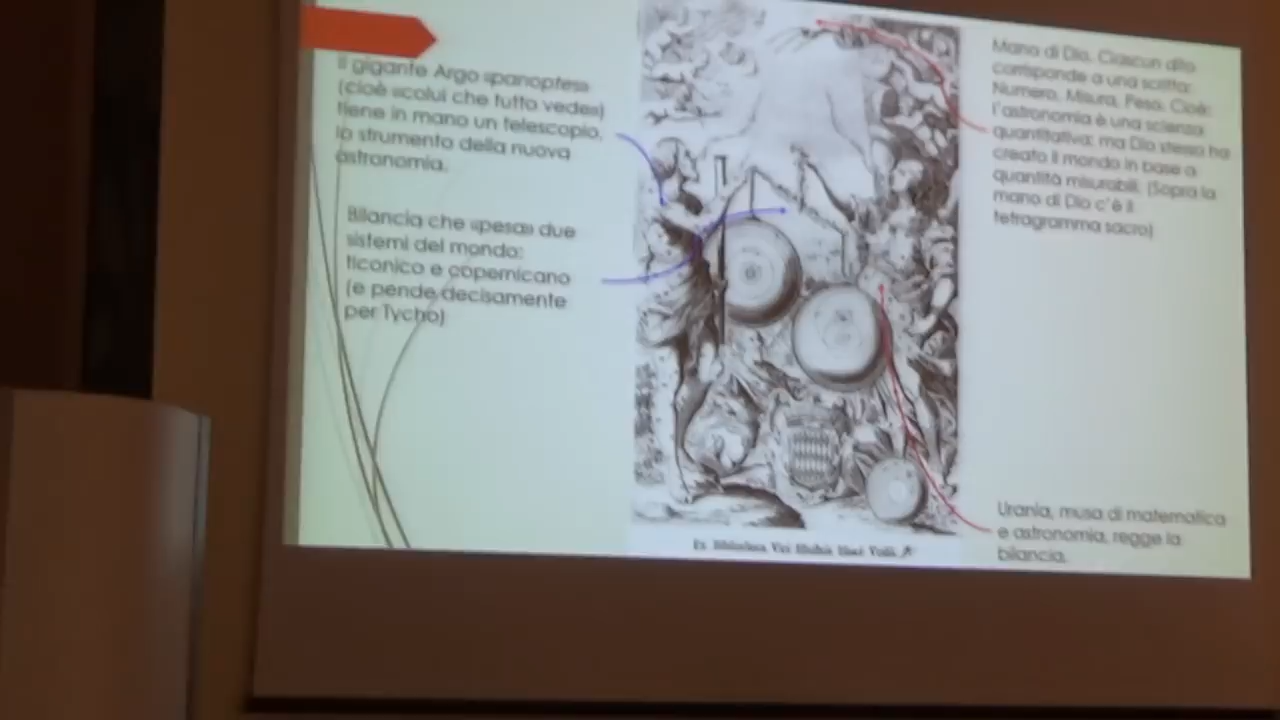 Il gigante Argo «panoptes»
(cioè «colui che tutto vede»)
tiene in mano un telescopio,
lo strumento della nuova
astronomia.
Bilancia che «pesa» due
sistemi del mondo:
ticonico e copernicano
(e pende decisamente
per Tycho)
Mano di Dio. Ciascun dito
corrisponde a una scritta:
Numero, Misura, Peso. Cioè:
l'astronomia è una scienza
quantitativa; ma Dio stesso ha
creato il mondo in base a
quantità misurabili. (Sopra la
mano di Dio c'è il
tetragramma sacro)
Urania, musa di matematica
e astronomia, regge la
bilancia.